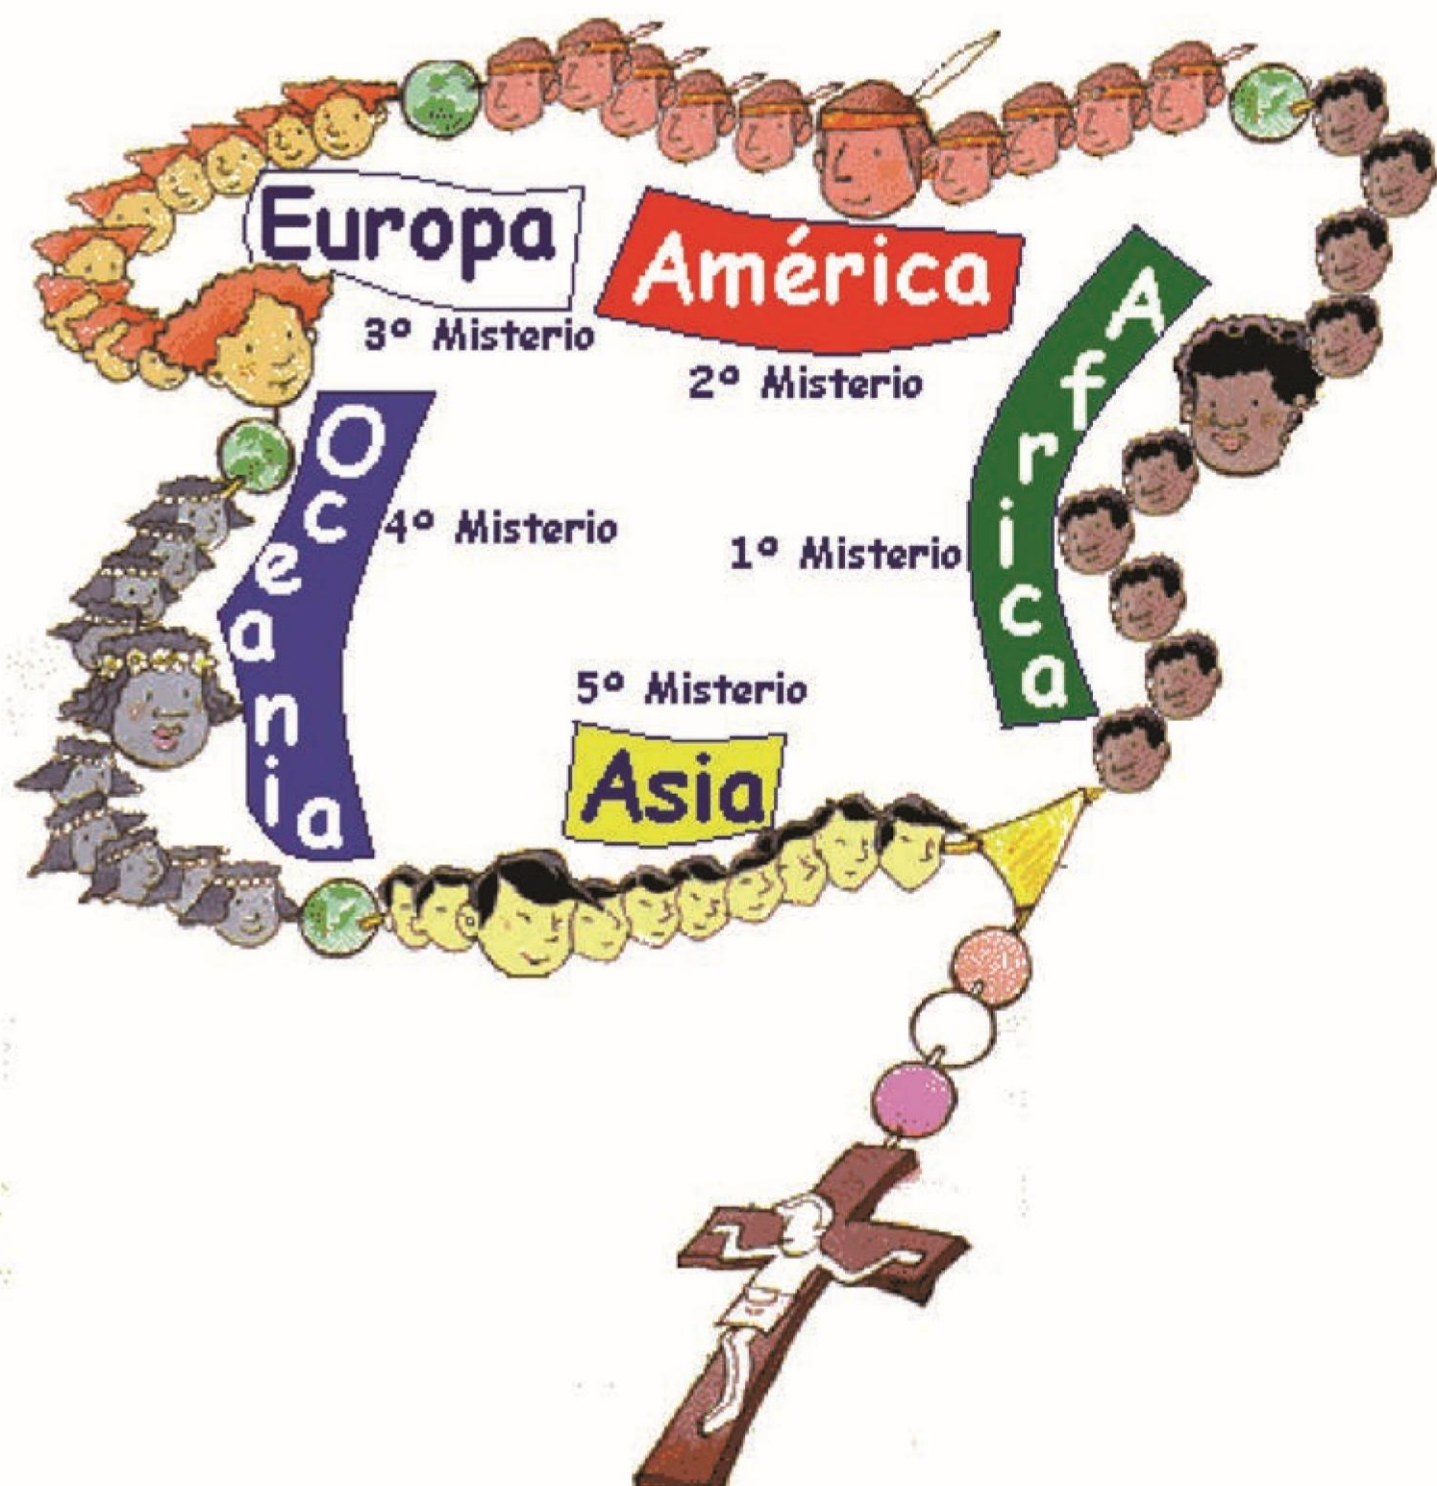 Europa
3º Misterio
América
2º Misterio
Africa
1º Misterio
Oceania
4º Misterio
5º Misterio
Asia